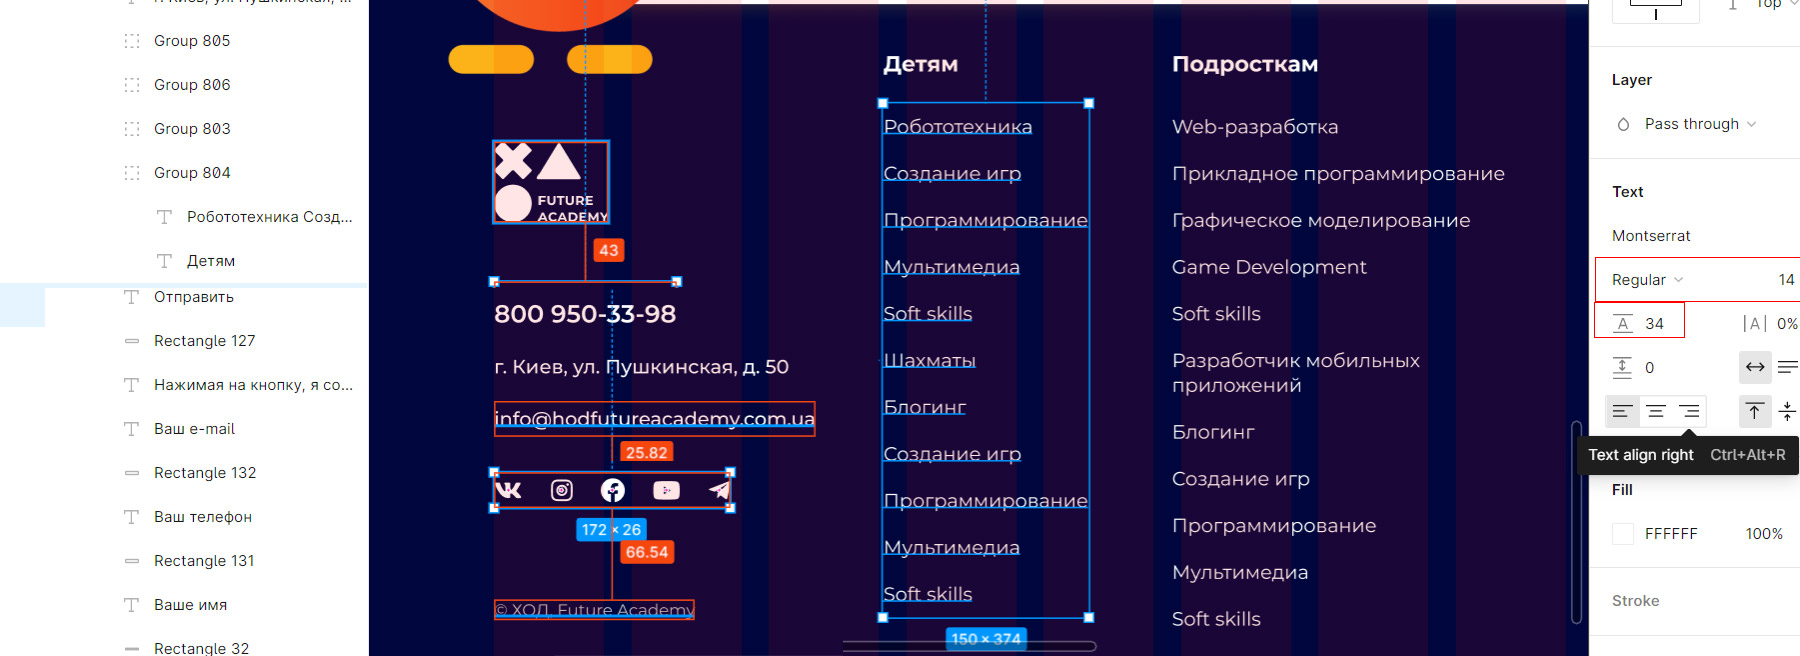 г. Киев, ул. Пушкинская, ...
Group 805
Group 806
Group 803
Group 804
Робототехника Созд...
Детям
Отправить
Rectangle 127
Нажимая на кнопку, я со...
Ваш e-mail
Rectangle 132
Ваш телефон
Rectangle 131
Ваше имя
Rectangle 32
FUTURE
ACADEMY
43
800 950-33-98
г. Киев, ул. Пушкинская, д. 50
info@hodfutureacademy.com.ua
25.82
172 × 26
66.54
© ХОД, Future Academy
Детям
Робототехника
Создание игр
Программирование
Мультимедиа
Soft skills
Шахматы
Блогинг
Создание игр
Программирование
Мультимедиа
Soft skills
150 × 374
Подросткам
Web-разработка
Прикладное программирование
Графическое моделирование
Game Development
Soft skills
Разработчик мобильных
приложений
Блогинг
Создание игр
Программирование
Мультимедиа
Soft skills
Top
Layer
Pass through
Text
Montserrat
Regular 14
34 0%
0
Text align right Ctrl+Alt+R
Fill
FFFFFF 100%
Stroke